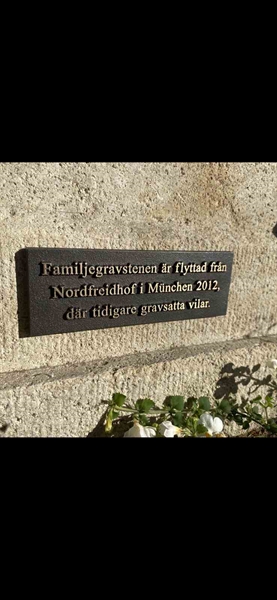 Familjegravstenen är flyttad från
Nordfreidhof i München 2012,
där tidigare gravsatta vilar.